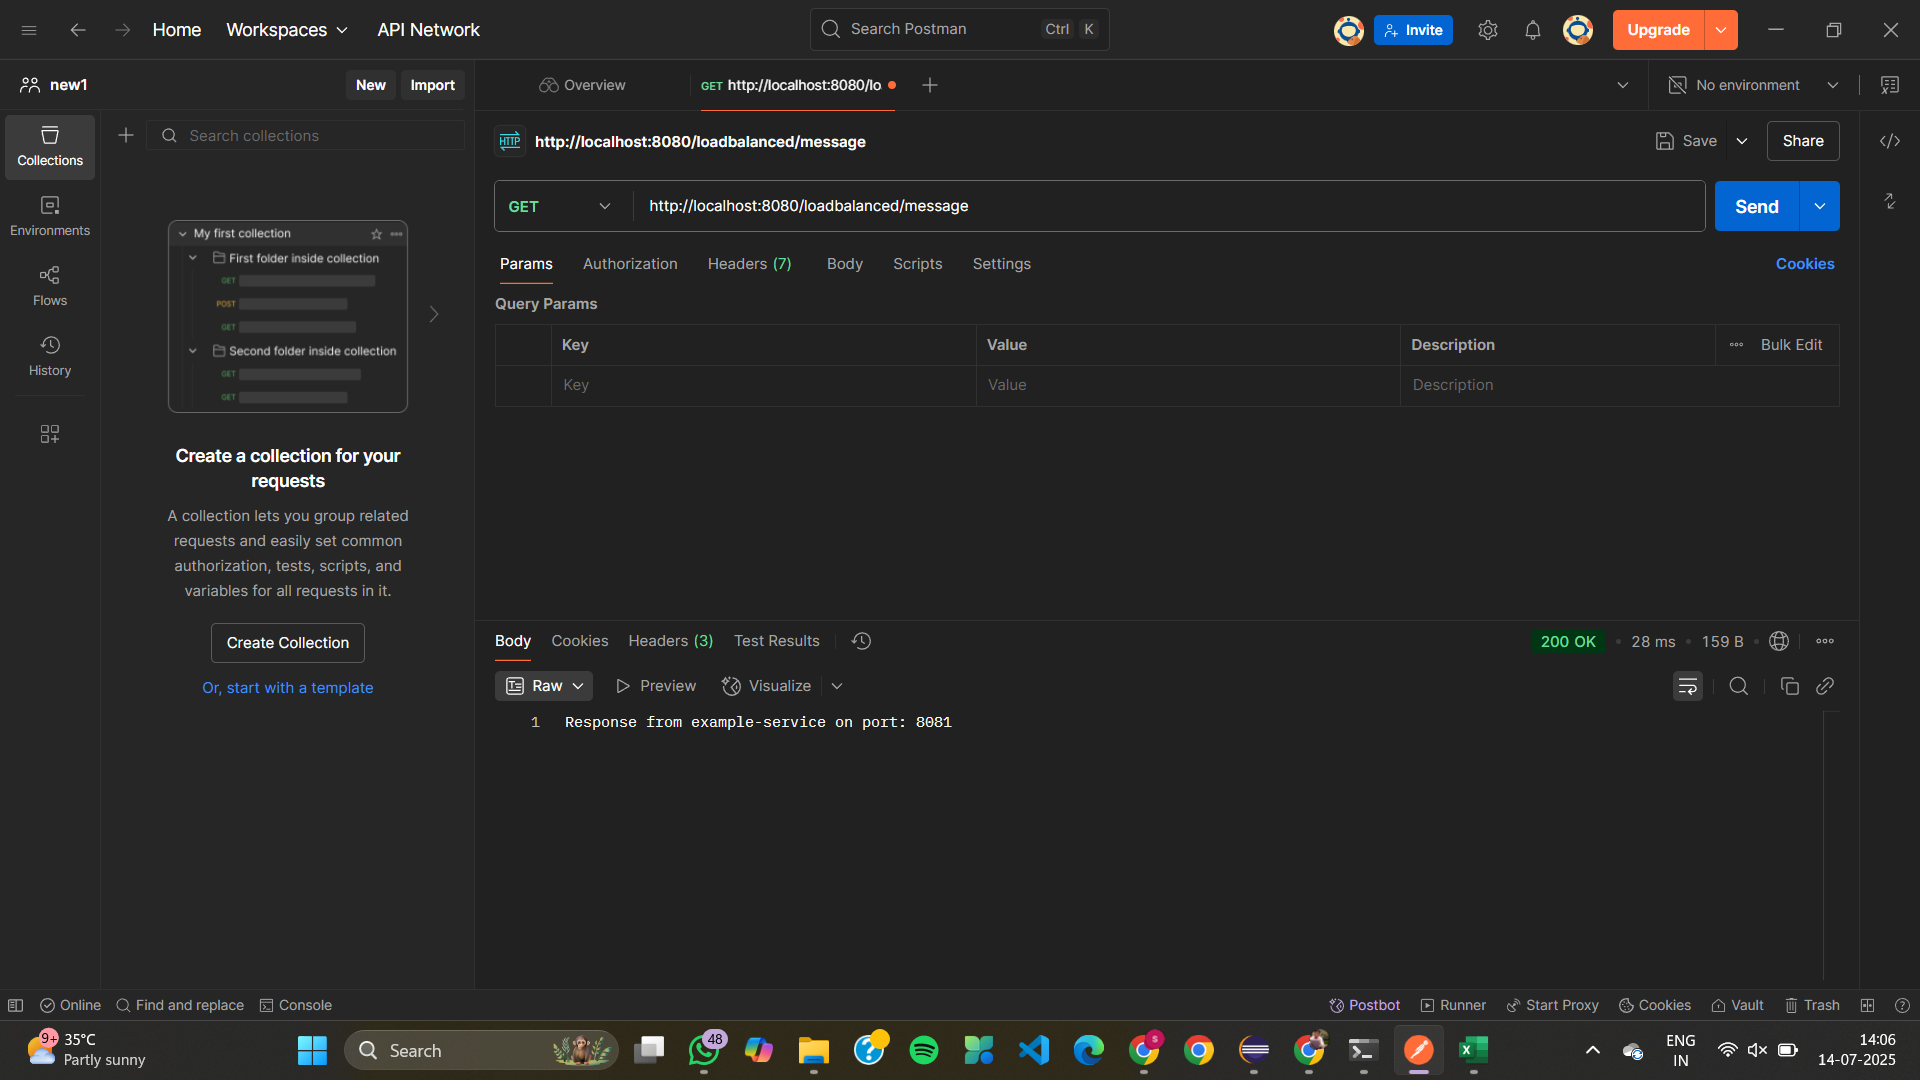 Home
Workspaces
API Network
Search Postman
Ctrl K
Invite
Upgrade
new1
New
Import
Overview
GET http://localhost:8080/lo
No environment
Collections
Environments
Flows
History
Search collections
My first collection
First folder inside collection
GET
POST
GET
Second folder inside collection
GET
GET
Create a collection for your
requests
A collection lets you group related
requests and easily set common
authorization, tests, scripts, and
variables for all requests in it.
Create Collection
Or, start with a template
HTTP
http://localhost:8080/loadbalanced/message
Save
Share
GET
http://localhost:8080/loadbalanced/message
Send
Params
Authorization
Headers (7)
Body
Scripts
Settings
Cookies
Query Params
Key
Value
Description
Bulk Edit
Key
Value
Description
Body
Cookies
Headers (3)
Test Results
200 OK
28 ms
159 B
Raw
Preview
Visualize
1 Response from example-service on port: 8081
Online
Find and replace
Console
Postbot
Runner
Start Proxy
Cookies
Vault
Trash
9+
35°C
Partly sunny
Search
48
S
ENG
IN
14:06
14-07-2025